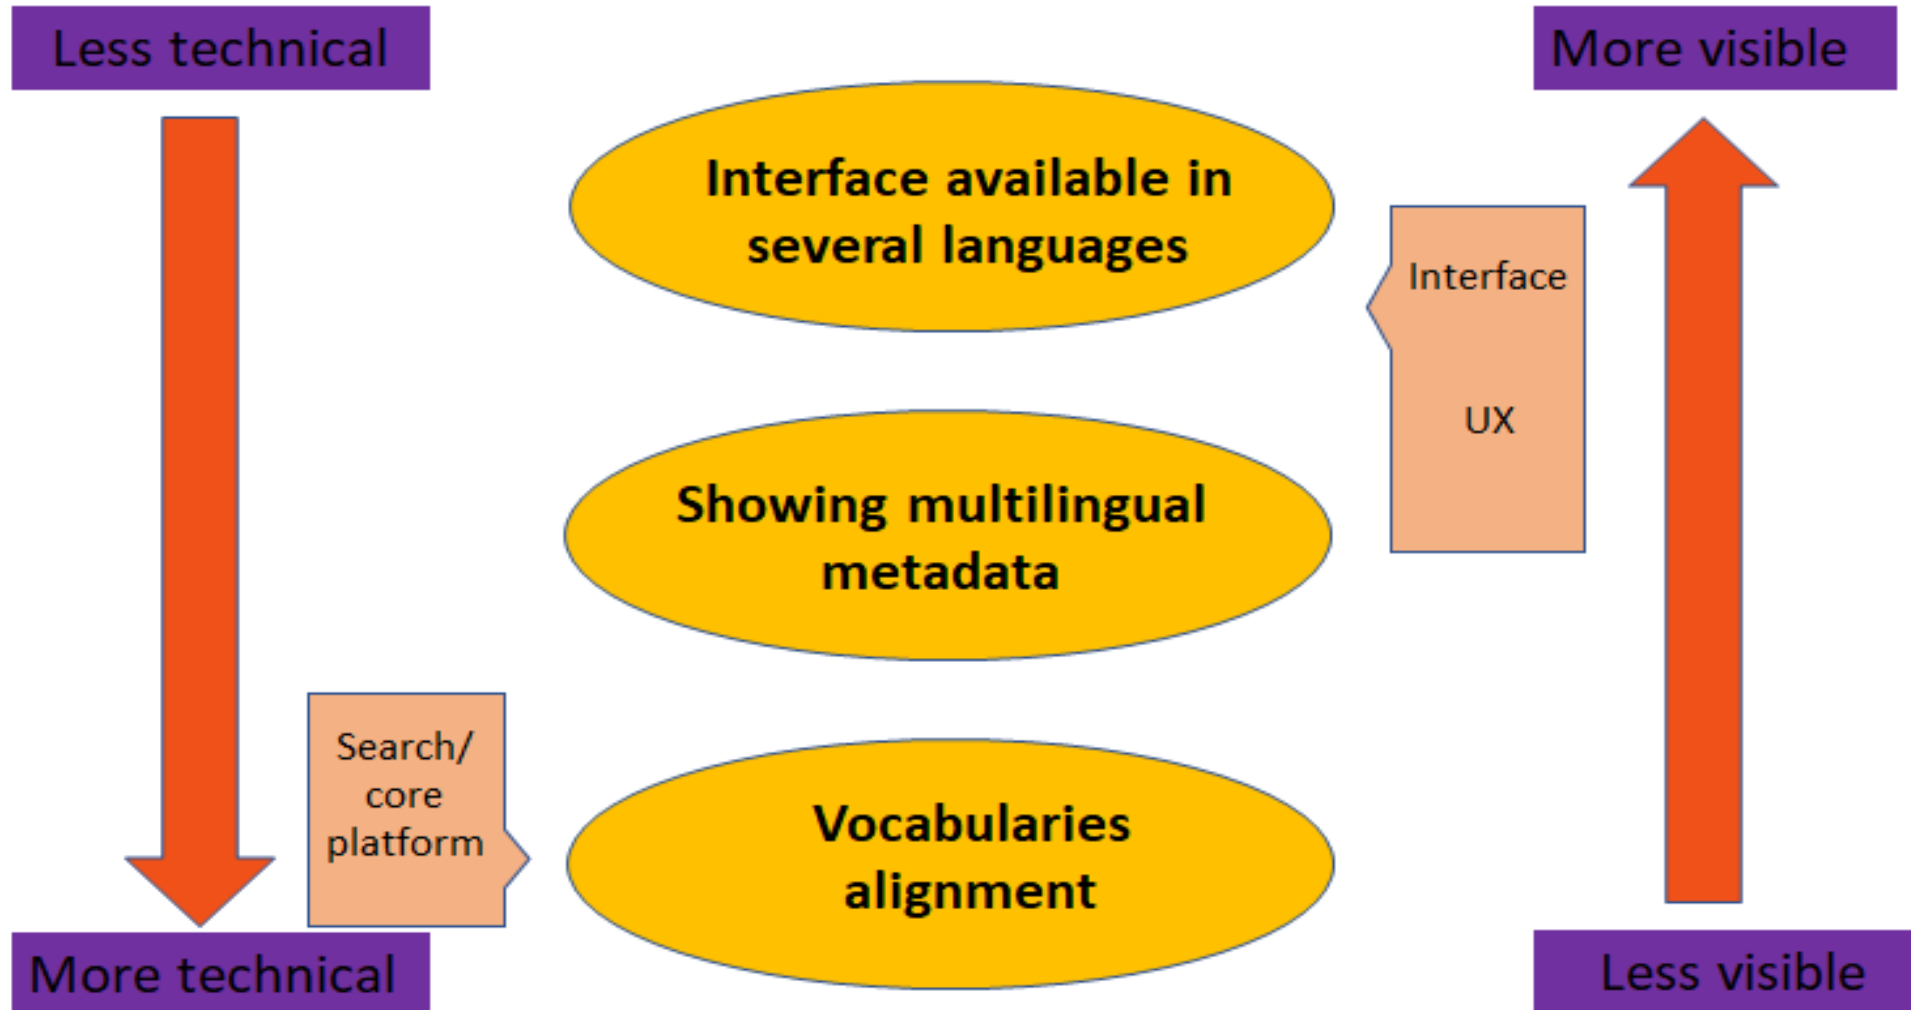 Less technical
More visible
Interface available in
several languages
Interface
UX
Showing multilingual
metadata
Search/
core
platform
Vocabularies
alignment
More technical
Less visible